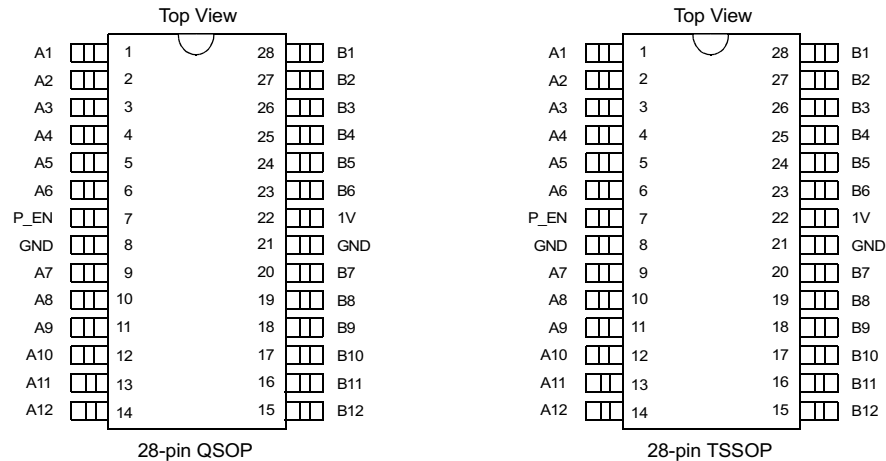 Top View
A1 1 28 B1
A2 2 27 B2
A3 3 26 B3
A4 4 25 B4
A5 5 24 B5
A6 6 23 B6
P_EN 7 22 1V
GND 8 21 GND
A7 9 20 B7
A8 10 19 B8
A9 11 18 B9
A10 12 17 B10
A11 13 16 B11
A12 14 15 B12
28-pin QSOP
Top View
A1 1 28 B1
A2 2 27 B2
A3 3 26 B3
A4 4 25 B4
A5 5 24 B5
A6 6 23 B6
P_EN 7 22 1V
GND 8 21 GND
A7 9 20 B7
A8 10 19 B8
A9 11 18 B9
A10 12 17 B10
A11 13 16 B11
A12 14 15 B12
28-pin TSSOP